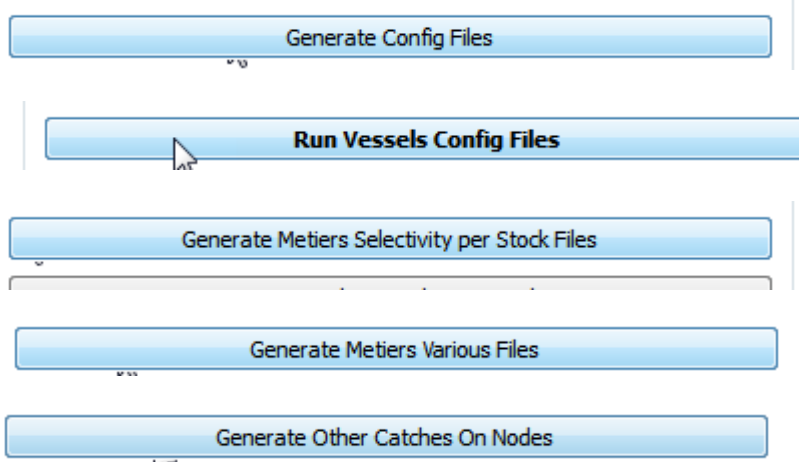 Generate Config Files
Run Vessels Config Files
Generate Metiers Selectivity per Stock Files
Generate Metiers Various Files
Generate Other Catches On Nodes